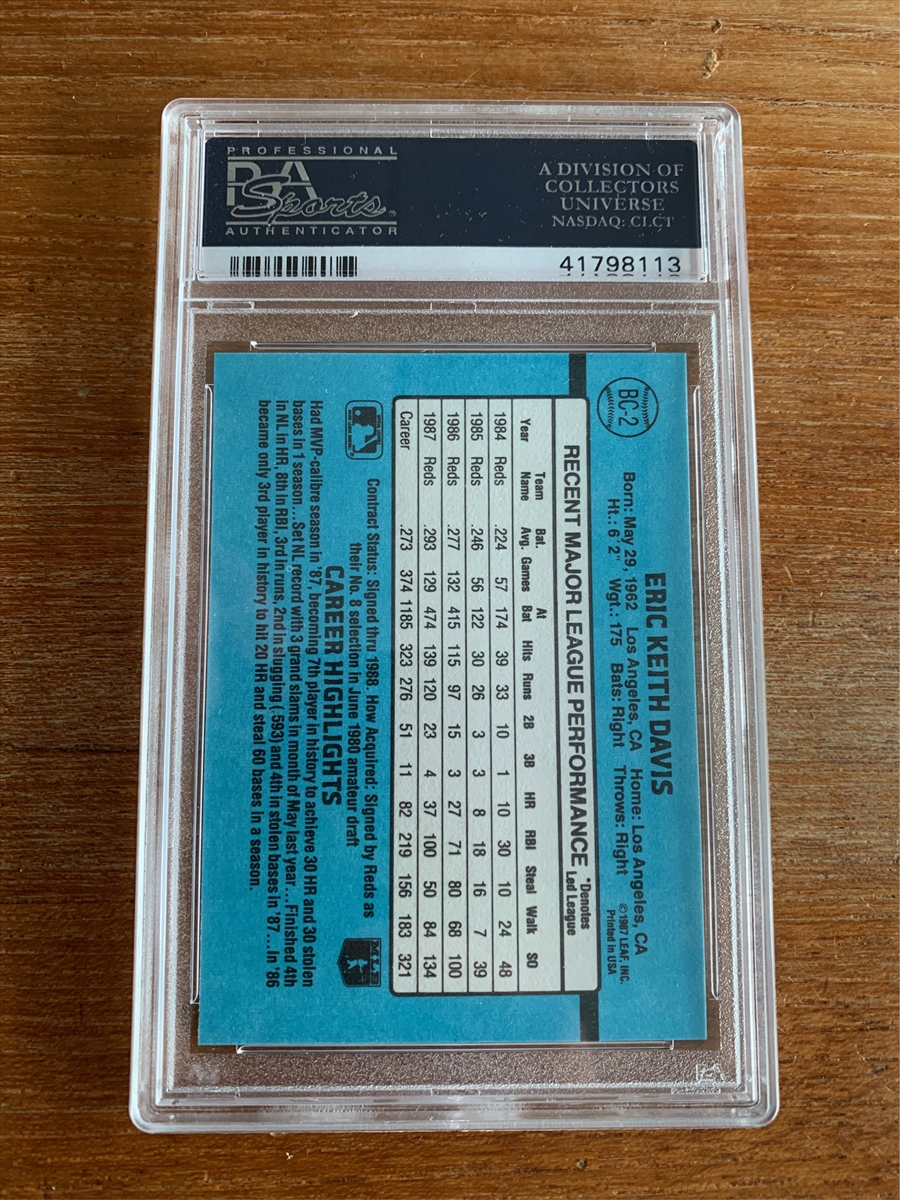 PROFESSIONAL
PSA
Sports
AUTHENTICATOR
A DIVISION OF
COLLECTORS
UNIVERSE
NASDAQ: CLCT
41798113
BC-2
ERIC KEITH DAVIS
Born: May 29, 1962 Los Angeles, CA Home: Los Angeles, CA
Ht.: 6'2" Wgt.: 175 Bats: Right Throws: Right
©1987 LEAF, INC.
Printed in USA
RECENT MAJOR LEAGUE PERFORMANCE *Denotes
Led League
Year Team Name Bat. Avg. Games At Bat Hits Runs 2B 3B HR RBI Steal Walk SO
1984 Reds .224 57 174 39 33 10 1 10 30 10 24 48
1985 Reds .246 56 122 30 26 3 3 8 18 16 7 39
1986 Reds .277 132 415 115 97 15 3 27 71 80 68 100
1987 Reds .293 129 474 139 120 23 4 37 100 50 84 134
Career .273 374 1185 323 276 51 11 82 219 156 183 321
Contract Status: Signed thru 1988. How Acquired: Signed by Reds as
their No. 8 selection in June 1980 amateur draft
CAREER HIGHLIGHTS
Had MVP-calibre season in '87, becoming 7th player in history to achieve 30 HR and 30 stolen
bases in 1 season...Set NL record with 3 grand slams in month of May last year...Finished 4th
in NL in HR, 8th in RBI, 3rd in runs, 2nd in slugging (.593) and 4th in stolen bases in '87...In '86
became only 3rd player in history to hit 20 HR and steal 60 bases in a season.